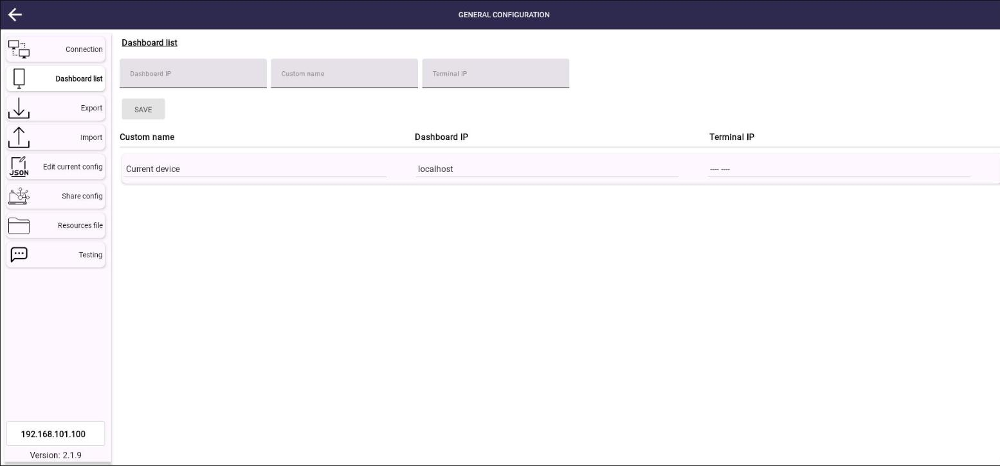 GENERAL CONFIGURATION
Connection
Dashboard list
Export
Import
JSON
Edit current config
Share config
Resources file
Testing
192.168.101.100
Version: 2.1.9
Dashboard list
Dashboard IP
Custom name
Terminal IP
SAVE
Custom name Dashboard IP Terminal IP
Current device localhost ---- ----